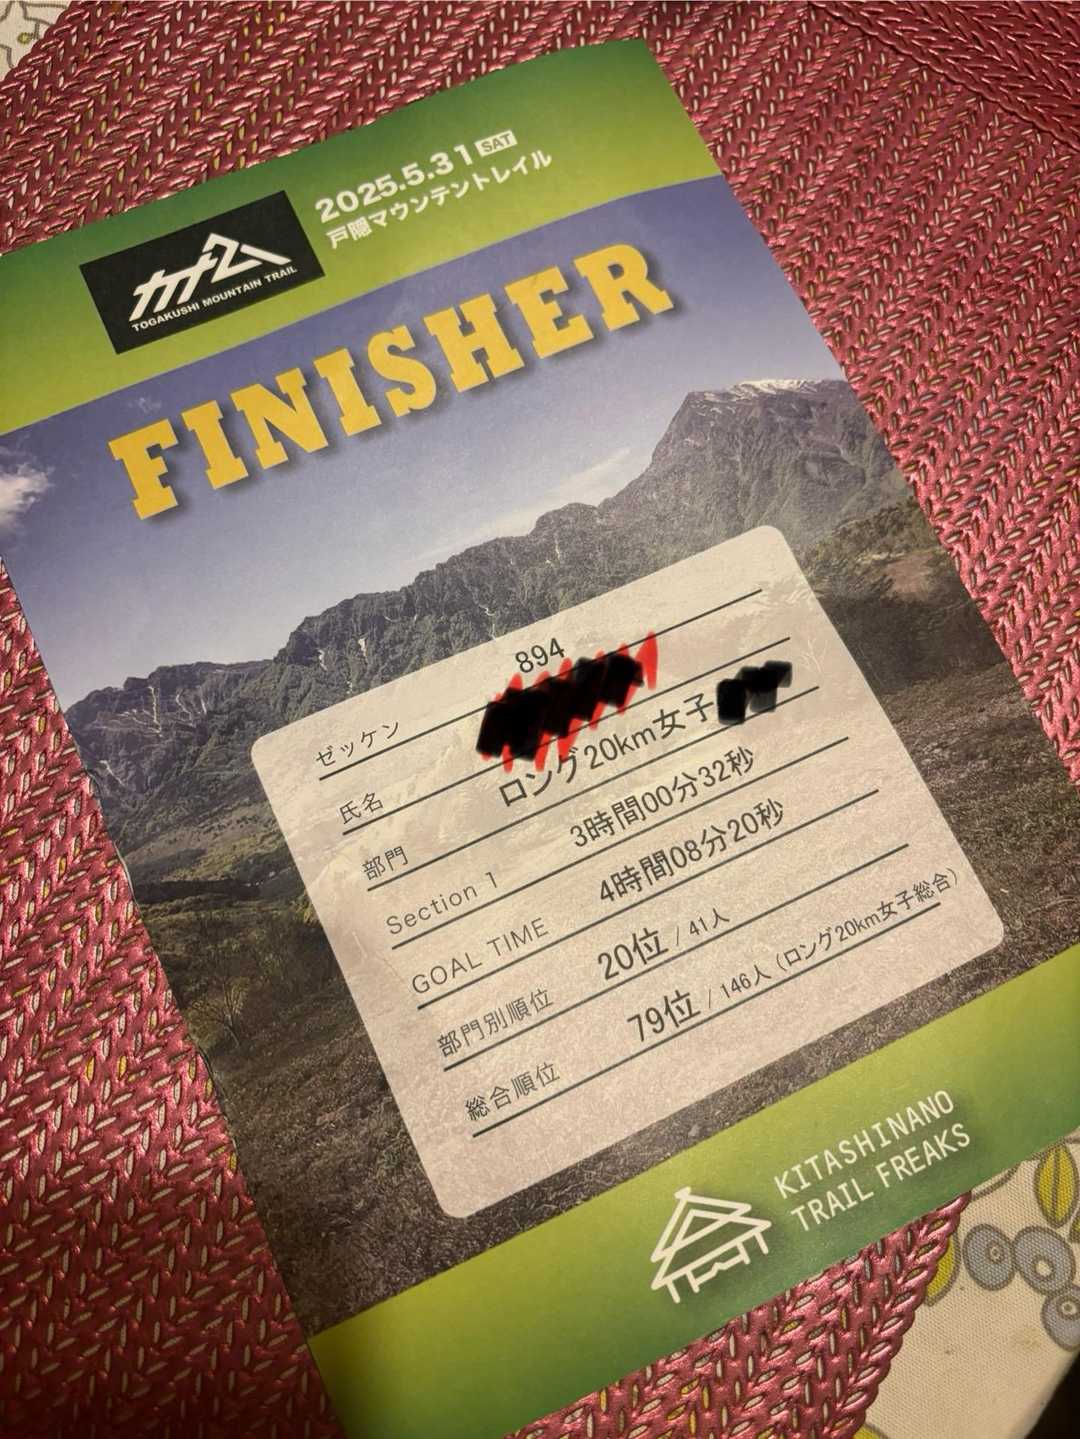 2025.5.31 SAT
戸隠マウンテントレイル
TOGAKUSHI MOUNTAIN TRAIL
FINISHER
ゼッケン 894
氏名
部門 ロング20km女子
Section 1 3時間00分32秒
GOAL TIME 4時間08分20秒
部門別順位 20位 / 41人
総合順位 79位 / 146人(ロング20km女子総合)
KITASHINANO
TRAIL FREAKS